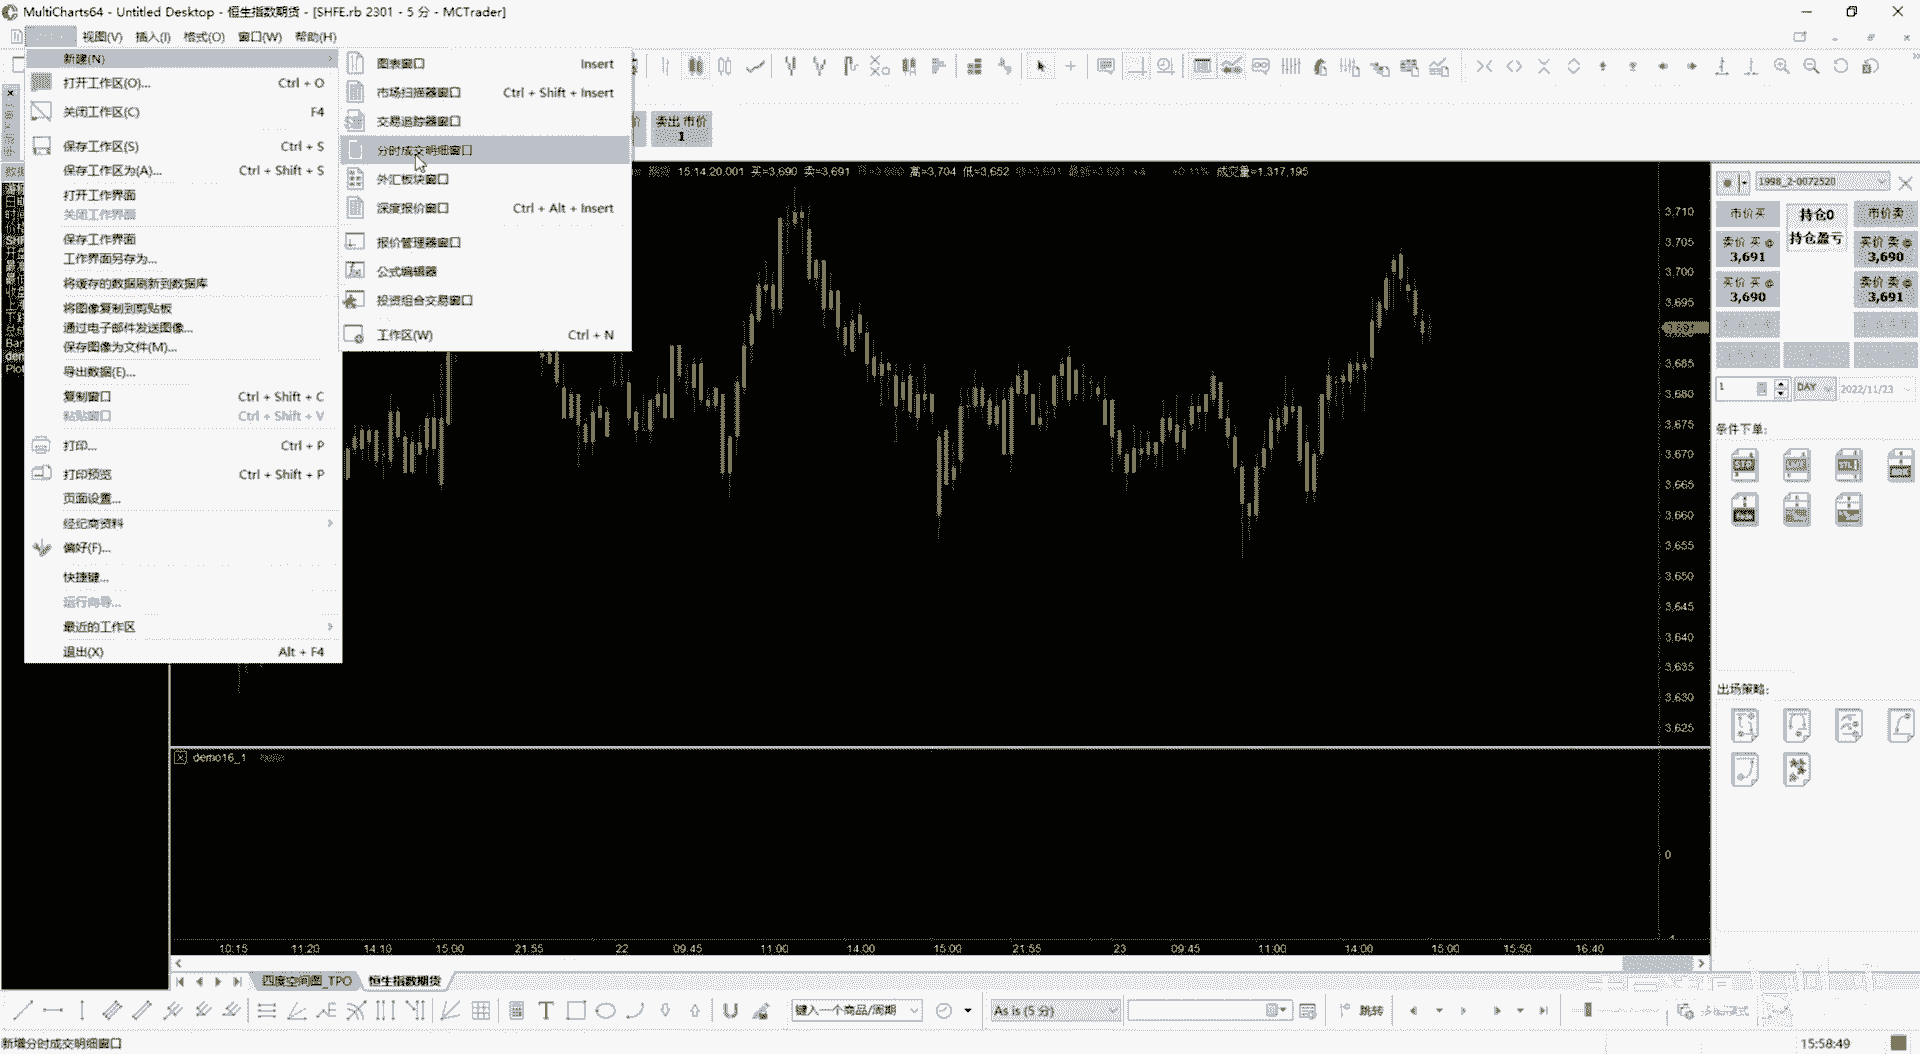 MultiCharts64 - Untitled Desktop - 恒生指数期货 - [SHFE.rb 2301 - 5 分 - MCTrader]
视图(V) 插入(I) 格式(O) 窗口(W) 帮助(H)
新建(N)
打开工作区(O)... Ctrl + O
关闭工作区(C) F4
保存工作区(S) Ctrl + S
保存工作区为(A)... Ctrl + Shift + S
打开工作界面
关闭工作界面
保存工作界面
工作界面另存为...
将缓存的数据刷新到数据库
将图像复制到剪贴板
通过电子邮件发送图像...
保存图像为文件(M)...
导出数据(E)...
复制窗口 Ctrl + Shift + C
粘贴窗口 Ctrl + Shift + V
打印... Ctrl + P
打印预览 Ctrl + Shift + P
页面设置...
经纪商资料
偏好(F)...
快捷键...
运行向导...
最近的工作区
退出(X) Alt + F4
图表窗口 Insert
市场扫描器窗口 Ctrl + Shift + Insert
交易追踪器窗口
分时成交明细窗口
外汇板块窗口
深度报价窗口 Ctrl + Alt + Insert
报价管理器窗口
公式编辑器
投资组合交易窗口
工作区(W) Ctrl + N
卖出 市价
1
15:14:20.001 买=3,690 卖=3,691 高=3,704 低=3,652 成交量=1,317,195
3,710
3,705
3,700
3,695
3,691
3,685
3,680
3,675
3,670
3,665
3,660
3,655
3,650
3,645
3,640
3,635
3,630
3,625
1998_2-0072520
市价买 持仓0 市价卖
持仓盈亏
卖价 买 @ 买价 卖 @
3,691 3,690
买价 买 @ 卖价 卖 @
3,690 3,691
1 DAY 2022/11/23
条件下单:
出场策略:
demo16_1
0
10:15 11:20 14:10 15:00 21:55 22 09:45 11:00 14:00 15:00 21:55 23 09:45 11:00 14:00 15:00 15:50 16:40
四度空间图_TPO 恒生指数期货
键入一个商品/周期 As is (5 分) 跳转
新增分时成交明细窗口 15:58:49